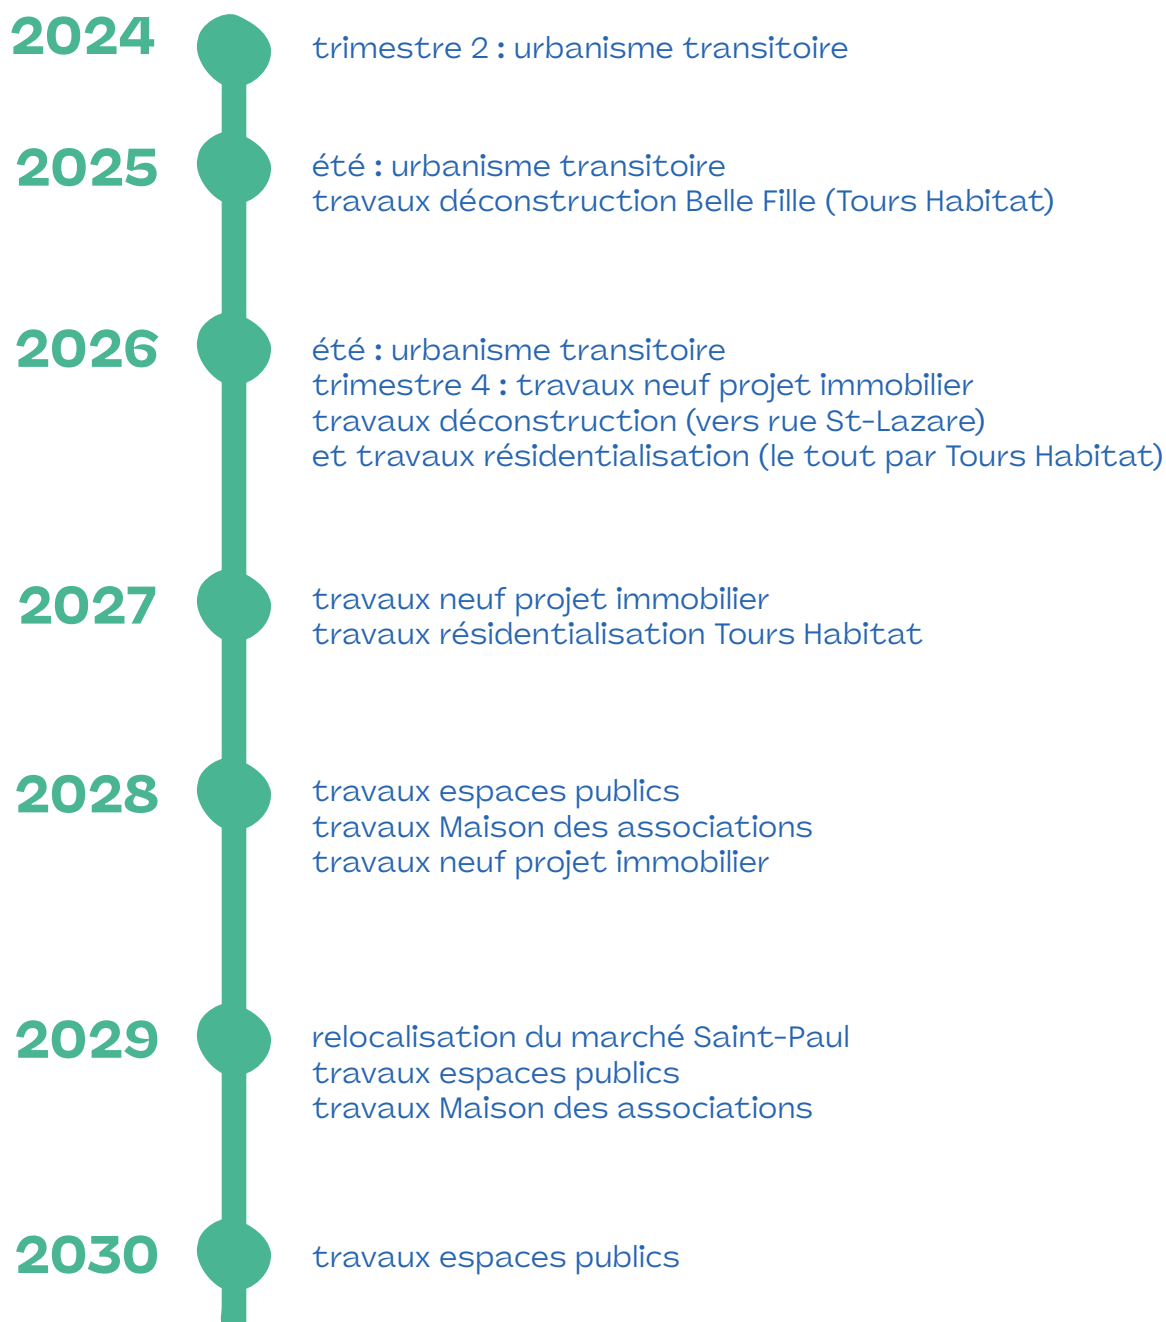 2024
trimestre 2 : urbanisme transitoire
2025
été : urbanisme transitoire
travaux déconstruction Belle Fille (Tours Habitat)
2026
été : urbanisme transitoire
trimestre 4 : travaux neuf projet immobilier
travaux déconstruction (vers rue St-Lazare)
et travaux résidentialisation (le tout par Tours Habitat)
2027
travaux neuf projet immobilier
travaux résidentialisation Tours Habitat
2028
travaux espaces publics
travaux Maison des associations
travaux neuf projet immobilier
2029
relocalisation du marché Saint-Paul
travaux espaces publics
travaux Maison des associations
2030
travaux espaces publics